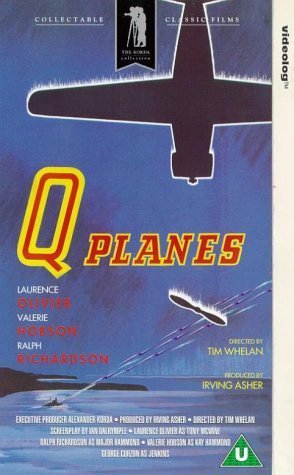 COLLECTABLE CLASSIC FILMS
THE KORDA
collection
videolog™
Q PLANES
LAURENCE
OLIVIER
VALERIE
HOBSON
RALPH
RICHARDSON
DIRECTED BY
TIM WHELAN
PRODUCED BY
IRVING ASHER
EXECUTIVE PRODUCER ALEXANDER KORDA • PRODUCED BY IRVING ASHER • DIRECTED BY TIM WHELAN
SCREENPLAY BY IAN DALRYMPLE • LAURENCE OLIVIER AS TONY McVANE
RALPH RICHARDSON AS MAJOR HAMMOND • VALERIE HOBSON AS KAY HAMMOND
GEORGE CURZON AS JENKINS
U